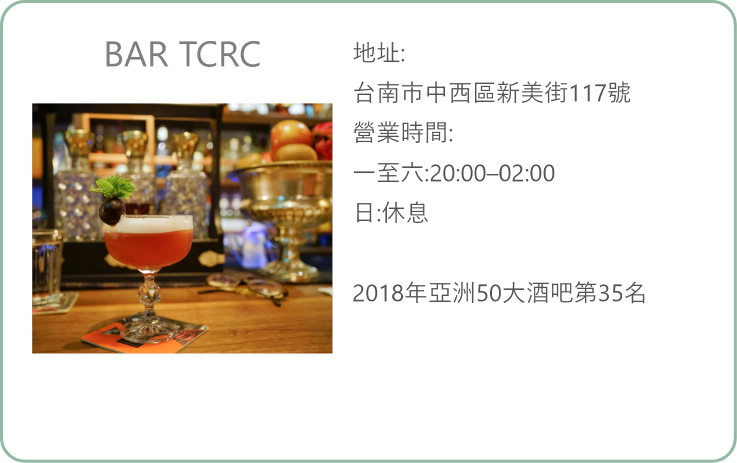 BAR TCRC
地址:
台南市中西區新美街117號
營業時間:
一至六:20:00–02:00
日:休息
2018年亞洲50大酒吧第35名